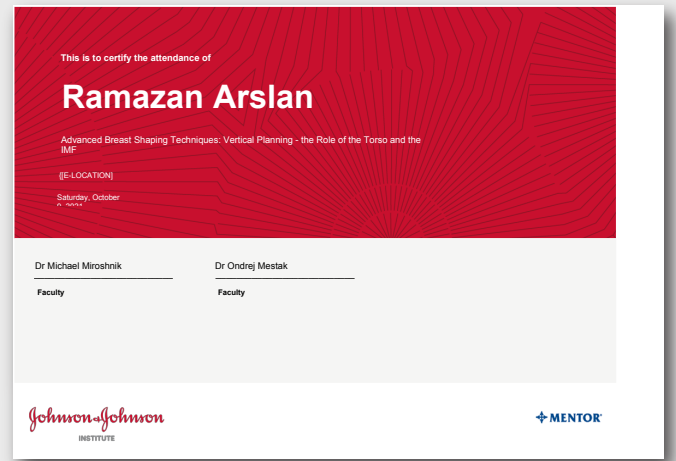 This is to certify the attendance of
Ramazan Arslan
Advanced Breast Shaping Techniques: Vertical Planning - the Role of the Torso and the
IMF
{[E-LOCATION]
Saturday, October
9, 2021
Dr Michael Miroshnik
Dr Ondrej Mestak
Faculty
Faculty
Johnson & Johnson
INSTITUTE
MENTOR